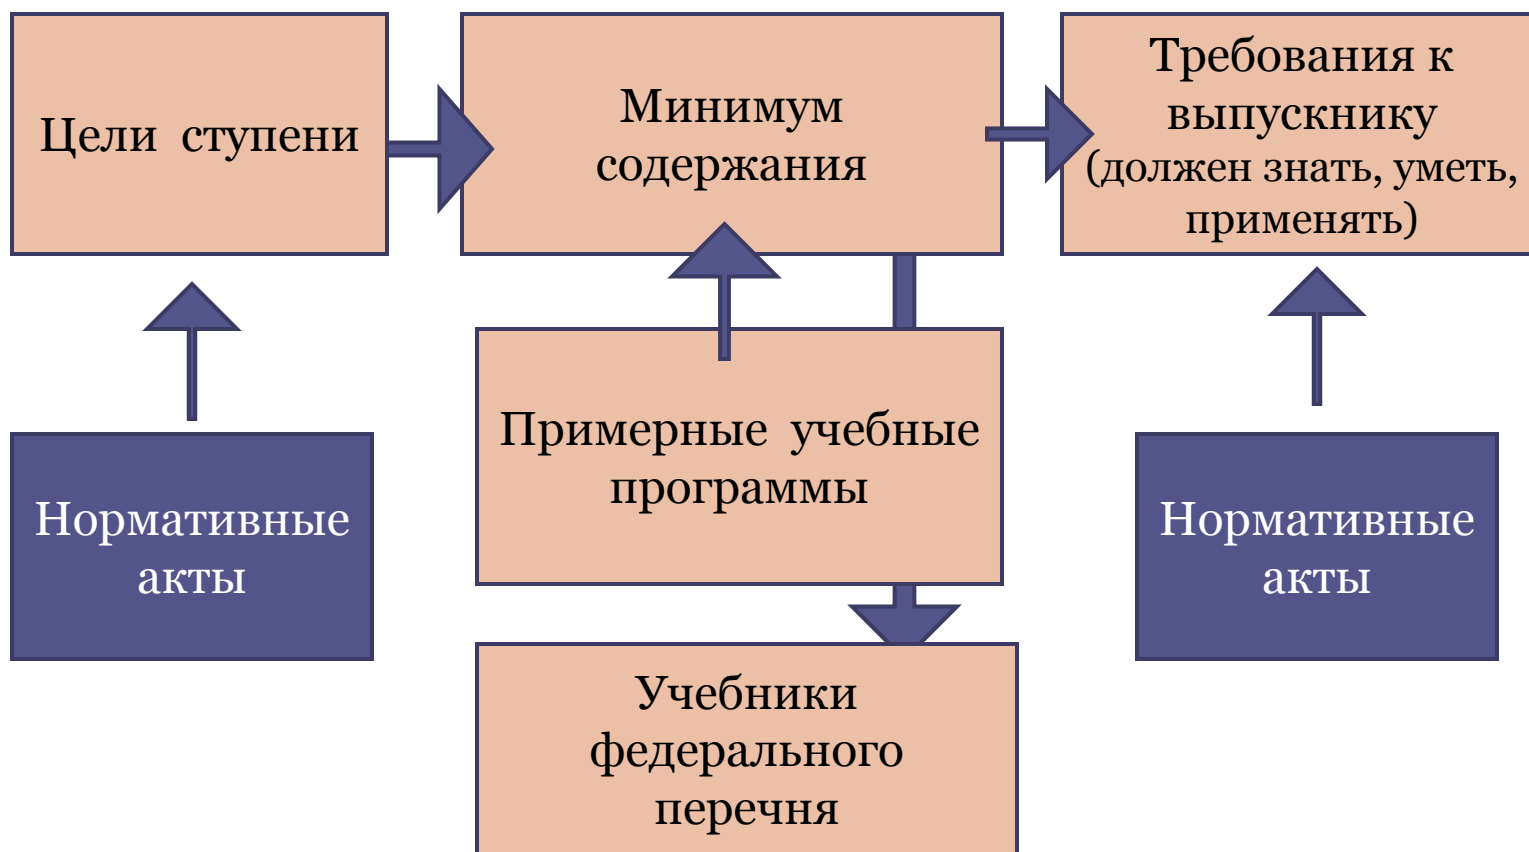 Цели ступени
Минимум
содержания
Требования к
выпускнику
(должен знать, уметь,
применять)
Нормативные
акты
Примерные учебные
программы
Нормативные
акты
Учебники
федерального
перечня